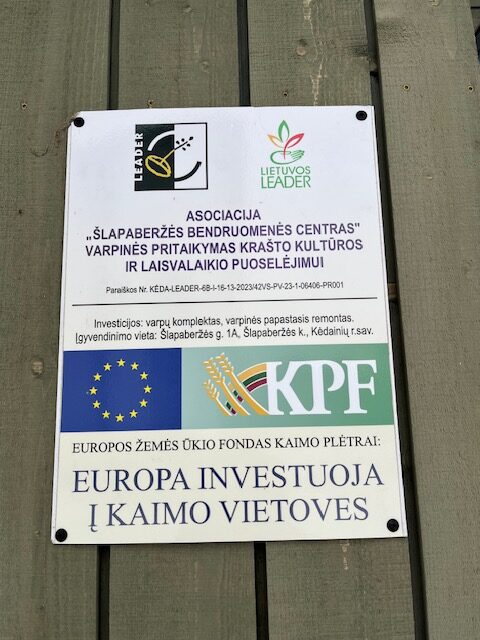 LEADER
LIETUVOS
LEADER
ASOCIACIJA
„ŠLAPABERŽĖS BENDRUOMENĖS CENTRAS"
VARPINĖS PRITAIKYMAS KRAŠTO KULTŪROS
IR LAISVALAIKIO PUOSELĖJIMUI
Paraiškos Nr. KĖDA-LEADER-6B-I-16-13-2023/42VS-PV-23-1-06406-PR001
Investicijos: varpų komplektas, varpinės papastasis remontas.
Įgyvendinimo vieta: Šlapaberžės g. 1A, Šlapaberžės k., Kėdainių r.sav.
KPF
EUROPOS ŽEMĖS ŪKIO FONDAS KAIMO PLĖTRAI:
EUROPA INVESTUOJA
Į KAIMO VIETOVES